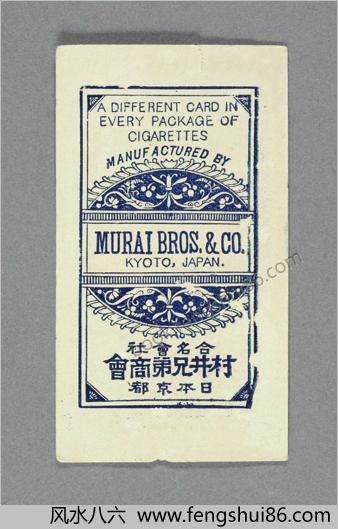 A DIFFERENT CARD IN
EVERY PACKAGE OF
CIGARETTES
MANUFACTURED BY
MURAI BROS. & CO.
KYOTO, JAPAN.
社會名合
會商弟兄井村
都京本日
风水八六 www.fengshui86.com